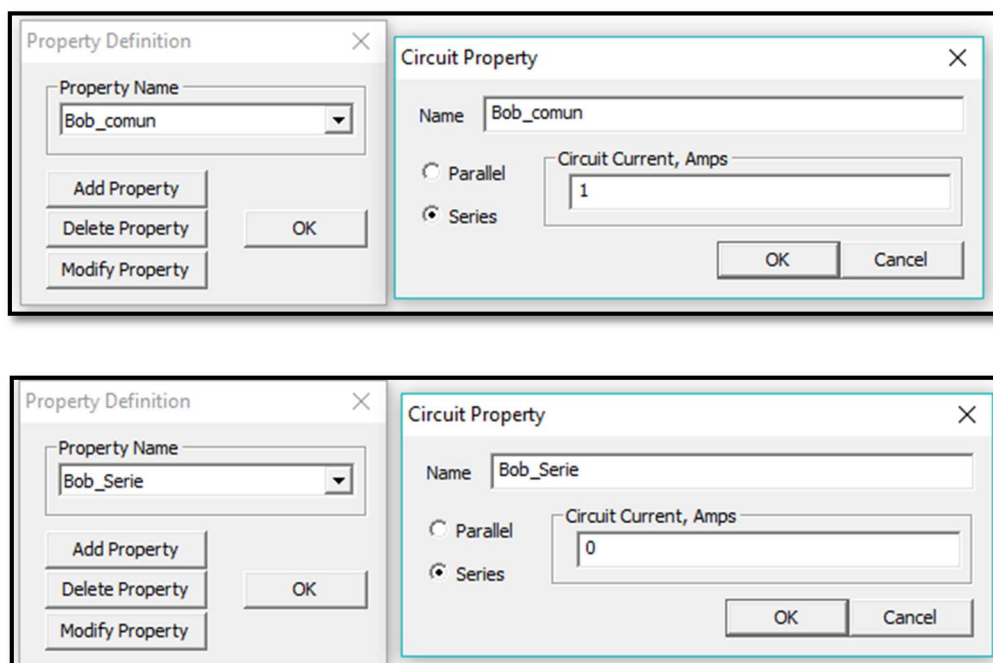 Property Definition
Property Name
Bob_comun
Add Property
Delete Property
OK
Modify Property
Circuit Property
Name Bob_comun
Parallel
Series
Circuit Current, Amps
1
OK Cancel
Property Definition
Property Name
Bob_Serie
Add Property
Delete Property
OK
Modify Property
Circuit Property
Name Bob_Serie
Parallel
Series
Circuit Current, Amps
0
OK Cancel